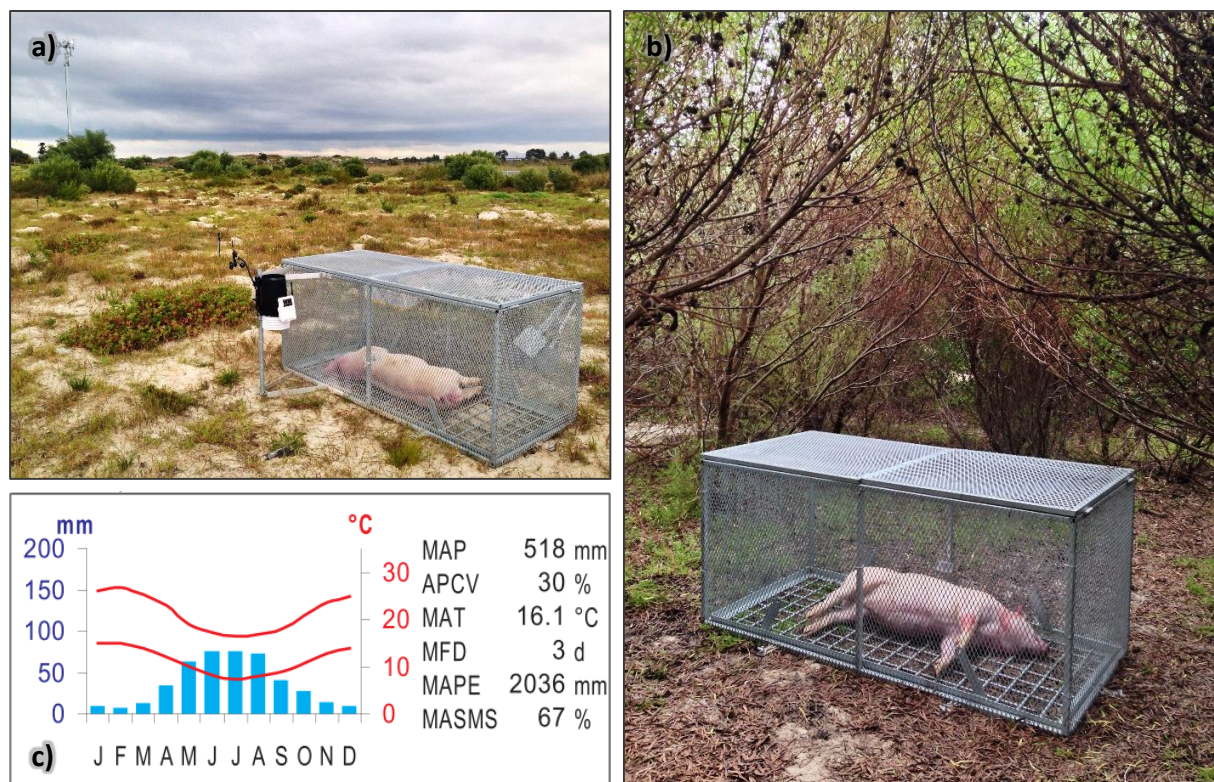 a)
b)
mm
°C
200
150
100
50
0
30
20
10
0
MAP 518 mm
APCV 30 %
MAT 16.1 °C
MFD 3 d
MAPE 2036 mm
MASMS 67 %
J F M A M J J A S O N D
c)